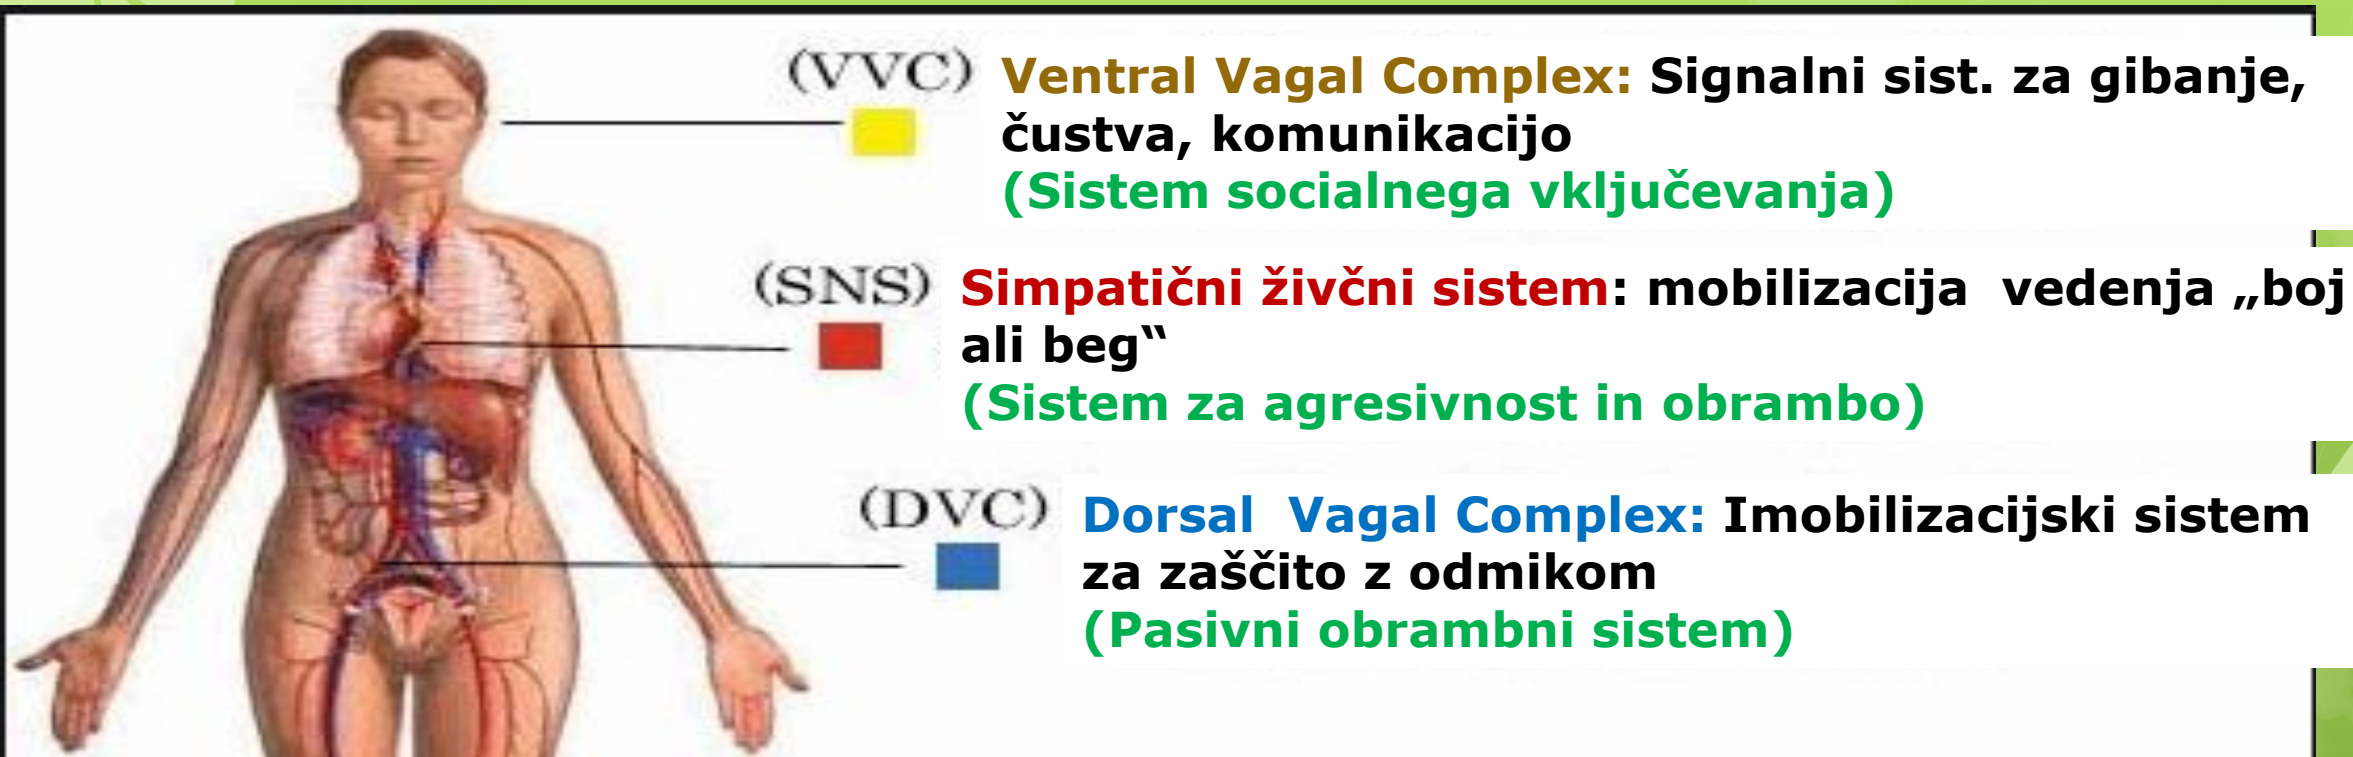 (VVC) Ventral Vagal Complex: Signalni sist. za gibanje,
čustva, komunikacijo
(Sistem socialnega vključevanja)
(SNS) Simpatični živčni sistem: mobilizacija  vedenja „boj
ali beg“
(Sistem za agresivnost in obrambo)
(DVC) Dorsal  Vagal Complex: Imobilizacijski sistem
za zaščito z odmikom
(Pasivni obrambni sistem)